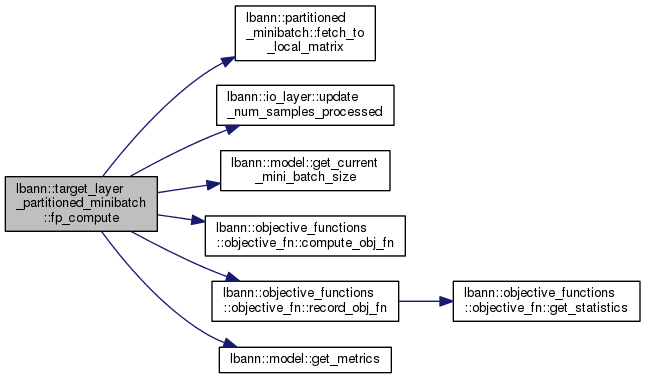 lbann::partitioned
_minibatch::fetch_to
_local_matrix
lbann::io_layer::update
_num_samples_processed
lbann::model::get_current
_mini_batch_size
lbann::target_layer
_partitioned_minibatch
::fp_compute
lbann::objective_functions
::objective_fn::compute_obj_fn
lbann::objective_functions
::objective_fn::record_obj_fn
lbann::objective_functions
::objective_fn::get_statistics
lbann::model::get_metrics